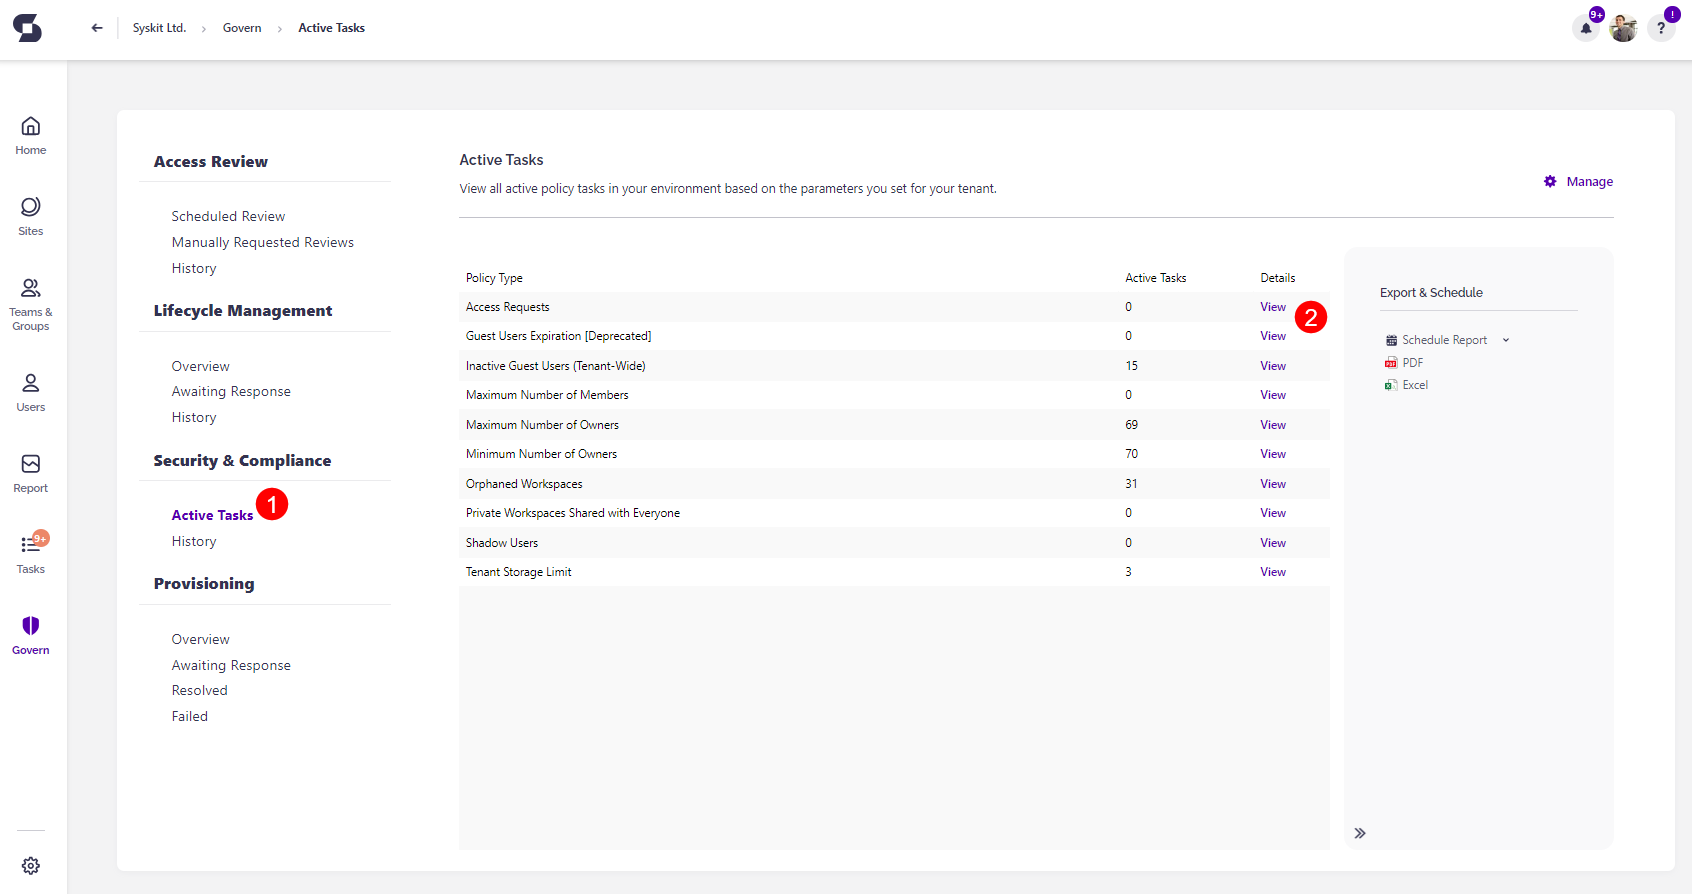 Syskit Ltd. › Govern › Active Tasks
9+
!
?
Home
Sites
Teams &
Groups
Users
Report
9+
Tasks
Govern
Access Review
Scheduled Review
Manually Requested Reviews
History
Lifecycle Management
Overview
Awaiting Response
History
Security & Compliance
Active Tasks
1
History
Provisioning
Overview
Awaiting Response
Resolved
Failed
Active Tasks
View all active policy tasks in your environment based on the parameters you set for your tenant.
Manage
Policy Type Active Tasks Details
Access Requests 0 View
2
Guest Users Expiration [Deprecated] 0 View
Inactive Guest Users (Tenant-Wide) 15 View
Maximum Number of Members 0 View
Maximum Number of Owners 69 View
Minimum Number of Owners 70 View
Orphaned Workspaces 31 View
Private Workspaces Shared with Everyone 0 View
Shadow Users 0 View
Tenant Storage Limit 3 View
Export & Schedule
Schedule Report
PDF
Excel